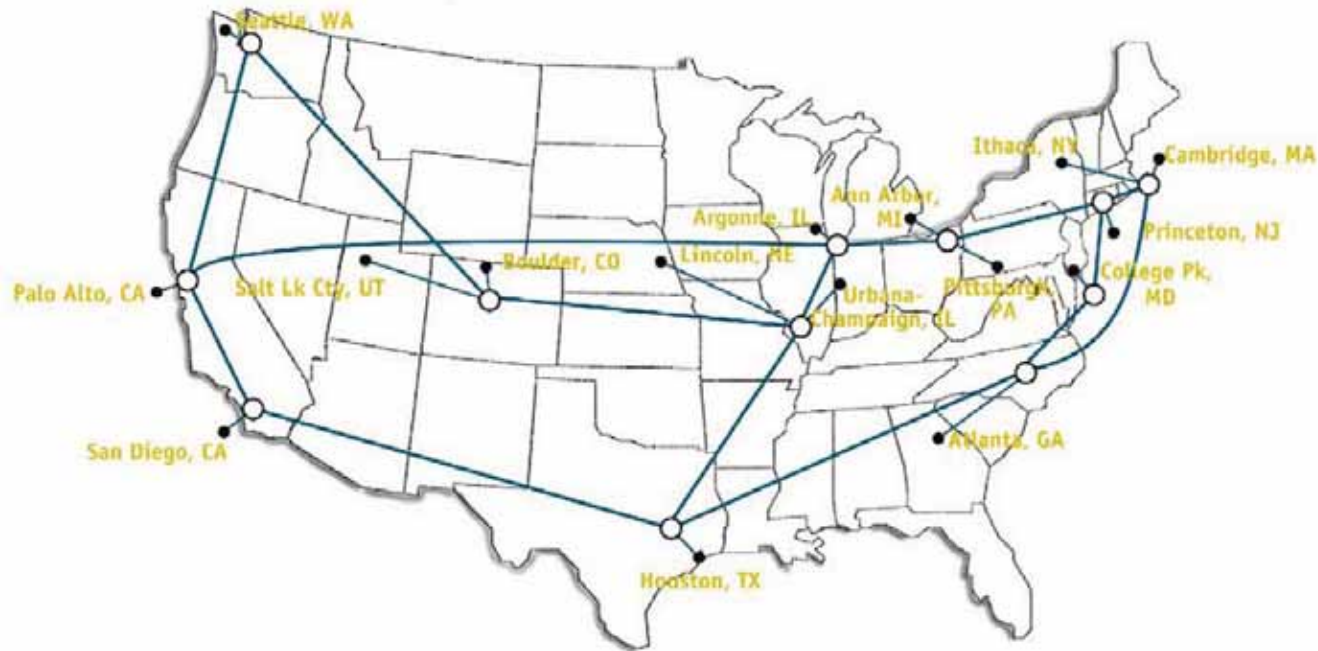 Seattle, WA
Ithaca, NY
Cambridge, MA
Ann Arbor,
MI
Argonne, IL
Princeton, NJ
Lincoln, NE
Boulder, CO
Salt Lk Cty, UT
College Pk,
MD
Pittsburgh,
PA
Palo Alto, CA
Urbana-
Champaign, IL
San Diego, CA
Atlanta, GA
Houston, TX